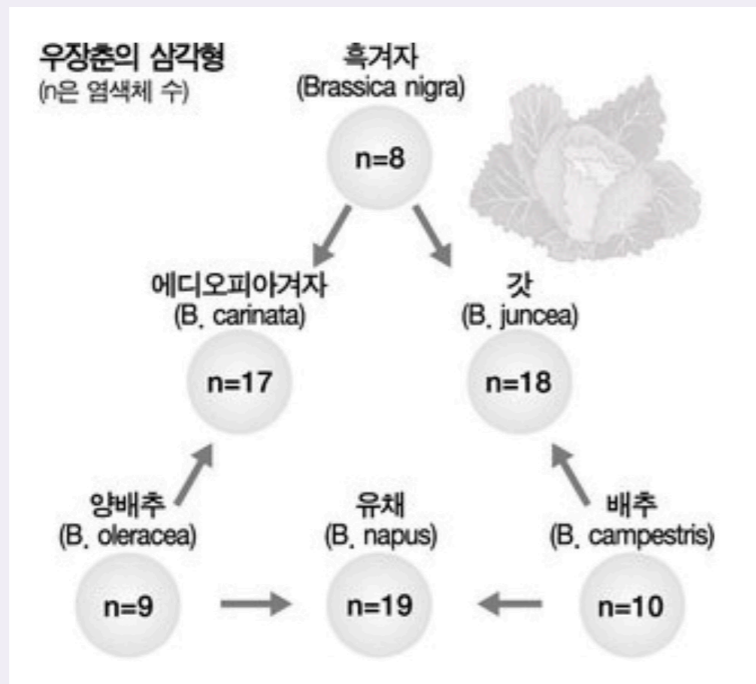 우장춘의 삼각형
(n은 염색체 수)
흑겨자
(Brassica nigra)
n=8
에디오피아겨자
(B. carinata)
n=17
갓
(B. juncea)
n=18
양배추
(B. oleracea)
n=9
유채
(B. napus)
n=19
배추
(B. campestris)
n=10